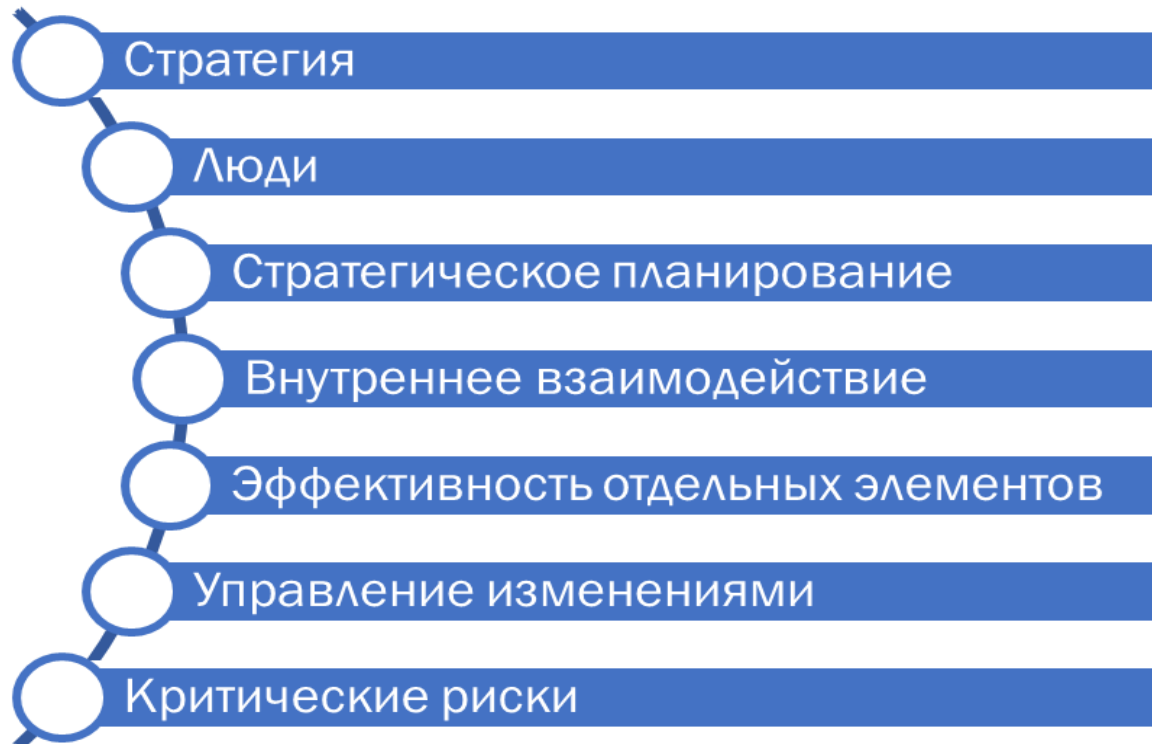 Стратегия
Люди
Стратегическое планирование
Внутреннее взаимодействие
Эффективность отдельных элементов
Управление изменениями
Критические риски